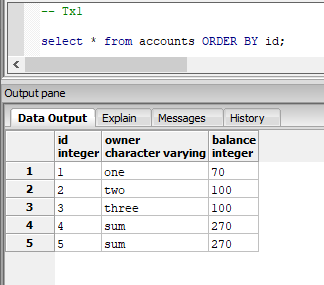 -- Tx1
select * from accounts ORDER BY id;
Output pane
Data Output Explain Messages History
id integer owner character varying balance integer
1 1 one 70
2 2 two 100
3 3 three 100
4 4 sum 270
5 5 sum 270